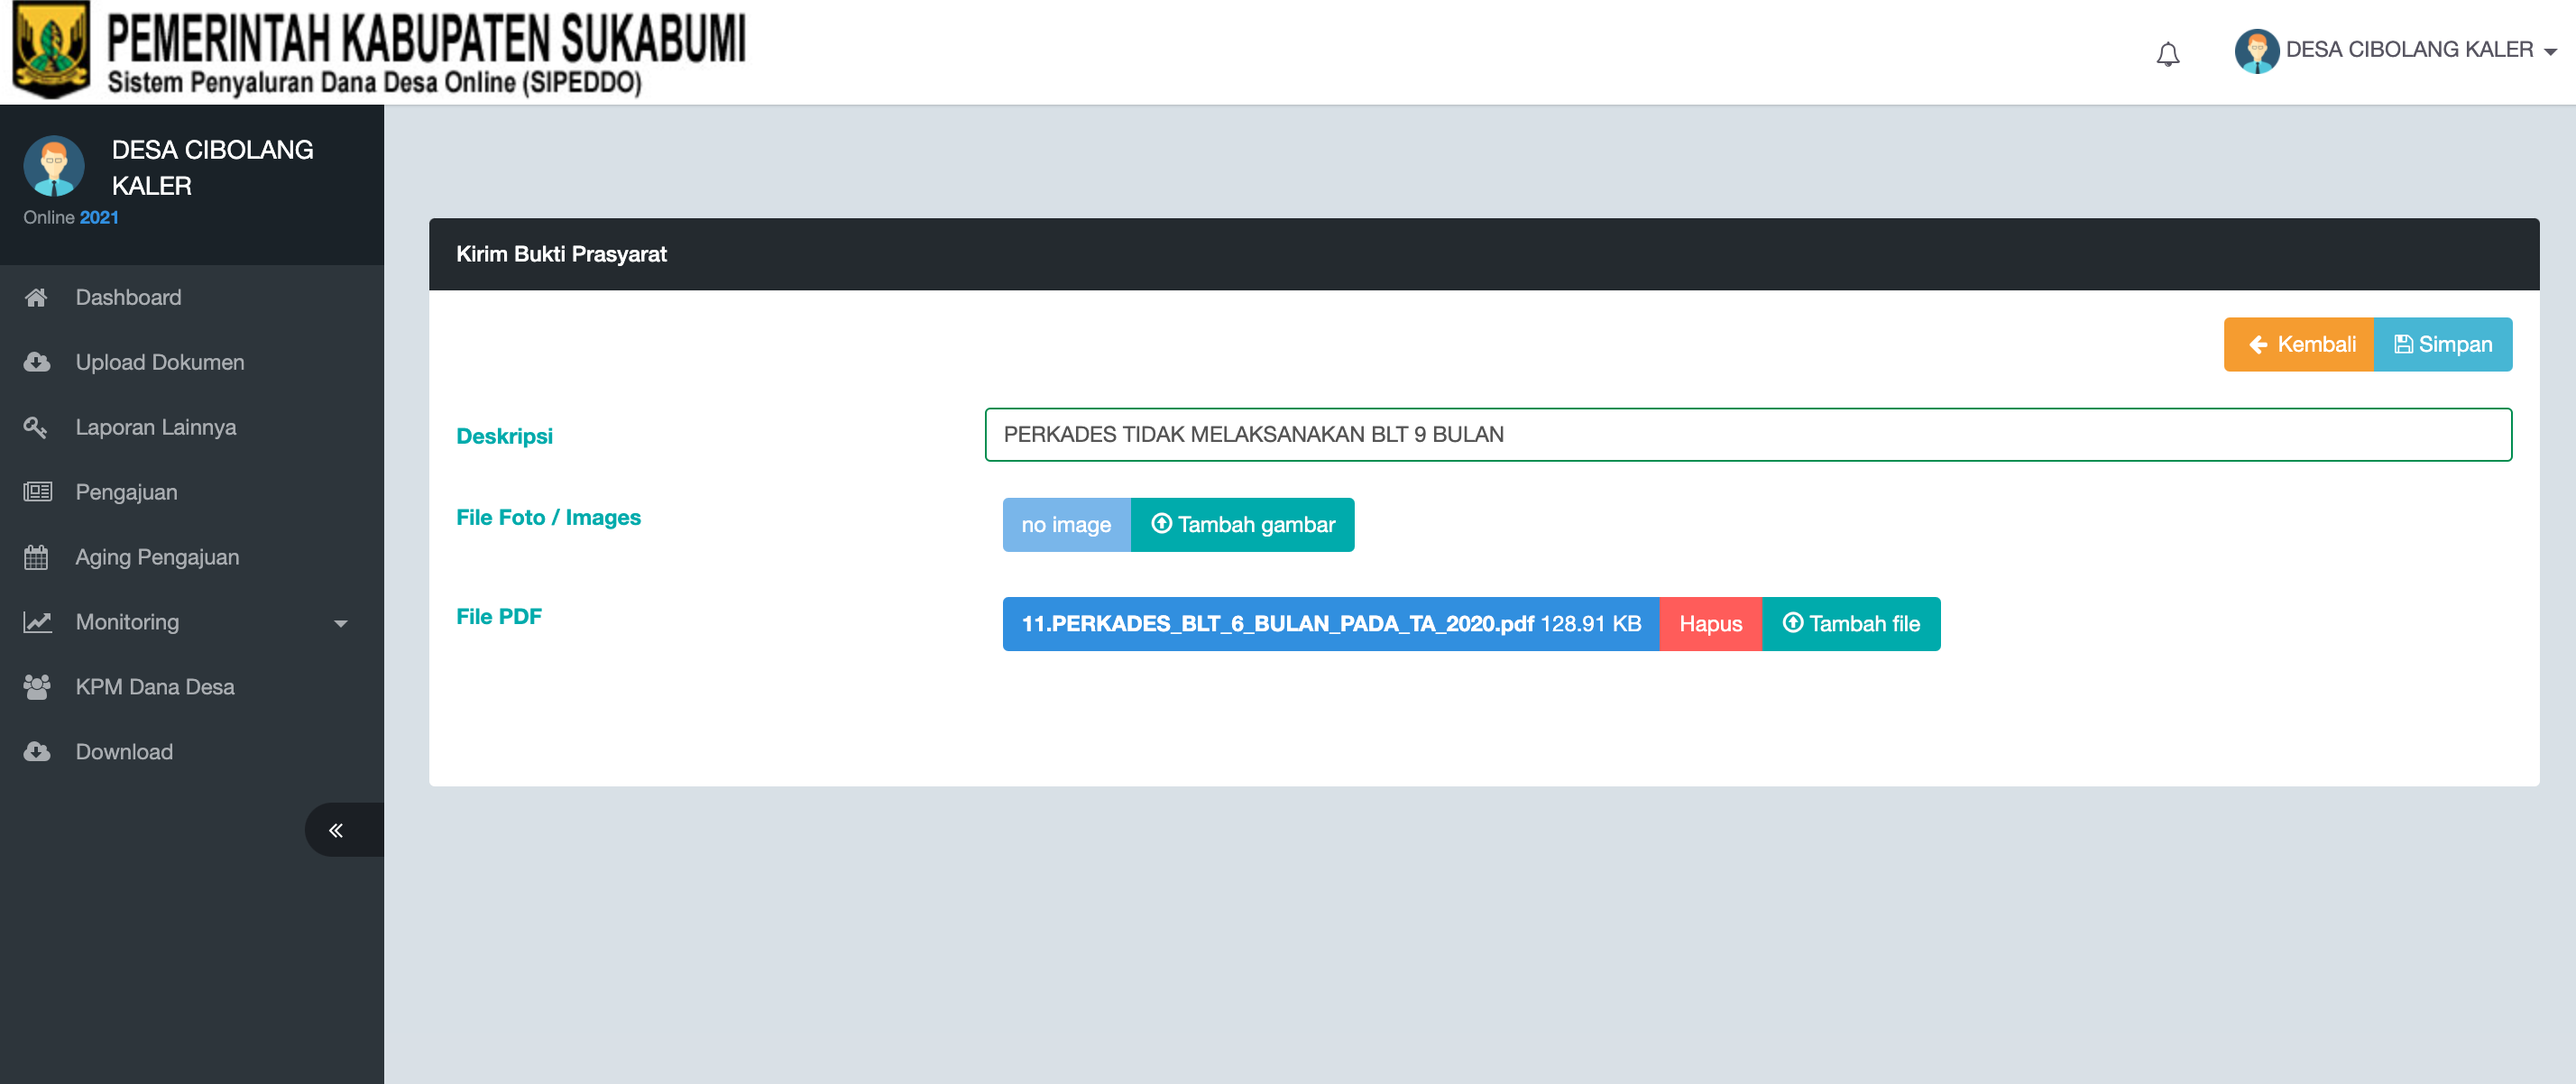 PEMERINTAH KABUPATEN SUKABUMI
Sistem Penyaluran Dana Desa Online (SIPEDDO)
DESA CIBOLANG KALER
DESA CIBOLANG
KALER
Online 2021
Dashboard
Upload Dokumen
Laporan Lainnya
Pengajuan
Aging Pengajuan
Monitoring
KPM Dana Desa
Download
Kirim Bukti Prasyarat
Kembali Simpan
Deskripsi PERKADES TIDAK MELAKSANAKAN BLT 9 BULAN
File Foto / Images no image Tambah gambar
File PDF 11.PERKADES_BLT_6_BULAN_PADA_TA_2020.pdf 128.91 KB Hapus Tambah file